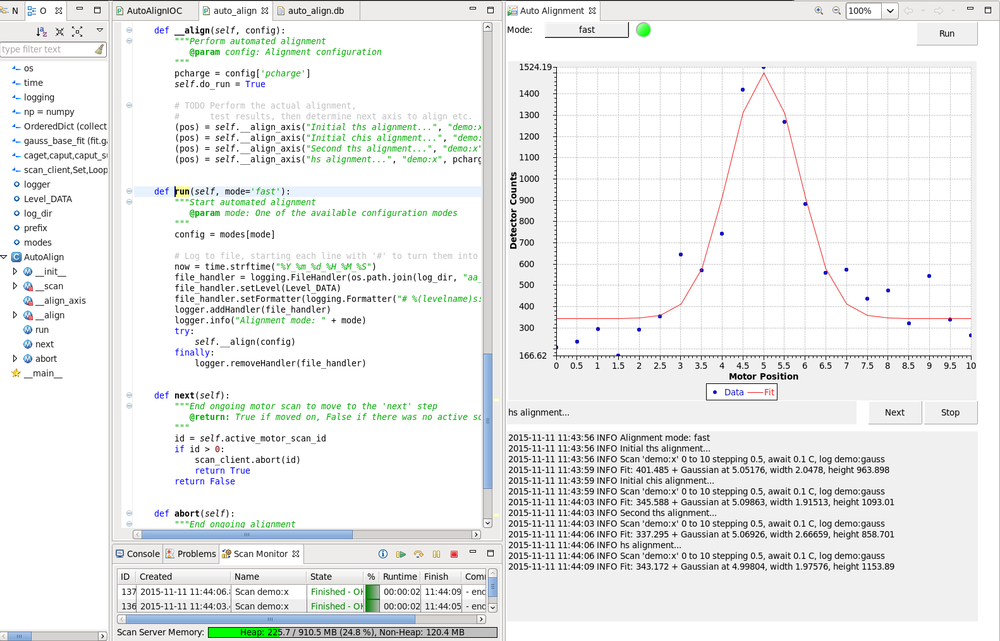 N
O
type filter text
os
time
logging
np = numpy
OrderedDict (collect
gauss_base_fit (fit.ga
caget,caput,caput_su
scan_client,Set,Loop
logger
Level_DATA
log_dir
prefix
modes
AutoAlign
__init__
__scan
__align_axis
__align
run
next
abort
__main__
AutoAlignIOC
auto_align
auto_align.db
def __align(self, config):
"""Perform automated alignment
@param config: Alignment configuration
"""
pcharge = config['pcharge']
self.do_run = True
# TODO Perform the actual alignment,
# test results, then determine next axis to align etc.
(pos) = self.__align_axis("Initial ths alignment...", "demo:x
(pos) = self.__align_axis("Initial chis alignment...", "demo:
(pos) = self.__align_axis("Second ths alignment...", "demo:x"
(pos) = self.__align_axis("hs alignment...", "demo:x", pcharg
def run(self, mode='fast'):
"""Start automated alignment
@param mode: One of the available configuration modes
"""
config = modes[mode]
# Log to file, starting each line with '#' to turn them into
now = time.strftime("%Y_%m_%d_%H_%M_%S")
file_handler = logging.FileHandler(os.path.join(log_dir, "aa_
file_handler.setLevel(Level_DATA)
file_handler.setFormatter(logging.Formatter("# %(levelname)s:
logger.addHandler(file_handler)
logger.info("Alignment mode: " + mode)
try:
self.__align(config)
finally:
logger.removeHandler(file_handler)
def next(self):
"""End ongoing motor scan to move to the 'next' step
@return: True if moved on, False if there was no active sc
"""
id = self.active_motor_scan_id
if id > 0:
scan_client.abort(id)
return True
return False
def abort(self):
"""End ongoing alignment
Console
Problems
Scan Monitor
ID Created Name State % Runtime Finish Comm
137 2015-11-11 11:44:06. Scan demo:x Finished - OK 00:00:02 11:44:09 - end
136 2015-11-11 11:44:03. Scan demo:x Finished - OK 00:00:02 11:44:05 - end
Scan Server Memory: Heap: 225.7 / 910.5 MB (24.8 %), Non-Heap: 120.4 MB
Auto Alignment
100%
Mode: fast Run
1524.19
1400
1300
1200
1100
1000
900
800
700
600
500
400
300
166.62
Detector Counts
0 0.5 1 1.5 2 2.5 3 3.5 4 4.5 5 5.5 6 6.5 7 7.5 8 8.5 9 9.5 10
Motor Position
Data Fit
hs alignment... Next Stop
2015-11-11 11:43:56 INFO Alignment mode: fast
2015-11-11 11:43:56 INFO Initial ths alignment...
2015-11-11 11:43:56 INFO Scan 'demo:x' 0 to 10 stepping 0.5, await 0.1 C, log demo:gauss
2015-11-11 11:43:59 INFO Fit: 401.485 + Gaussian at 5.05176, width 2.0478, height 963.898
2015-11-11 11:43:59 INFO Initial chis alignment...
2015-11-11 11:43:59 INFO Scan 'demo:x' 0 to 10 stepping 0.5, await 0.1 C, log demo:gauss
2015-11-11 11:44:03 INFO Fit: 345.588 + Gaussian at 5.09863, width 1.91513, height 1093.01
2015-11-11 11:44:03 INFO Second ths alignment...
2015-11-11 11:44:03 INFO Scan 'demo:x' 0 to 10 stepping 0.5, await 0.1 C, log demo:gauss
2015-11-11 11:44:06 INFO Fit: 337.295 + Gaussian at 5.06926, width 2.66659, height 858.701
2015-11-11 11:44:06 INFO hs alignment...
2015-11-11 11:44:06 INFO Scan 'demo:x' 0 to 10 stepping 0.5, await 0.1 C, log demo:gauss
2015-11-11 11:44:09 INFO Fit: 343.172 + Gaussian at 4.99804, width 1.97576, height 1153.89